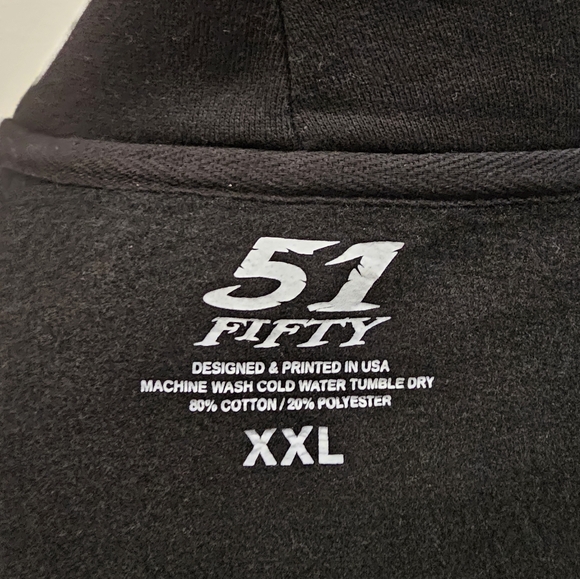 51
FIFTY
DESIGNED & PRINTED IN USA
MACHINE WASH COLD WATER TUMBLE DRY
80% COTTON / 20% POLYESTER
XXL